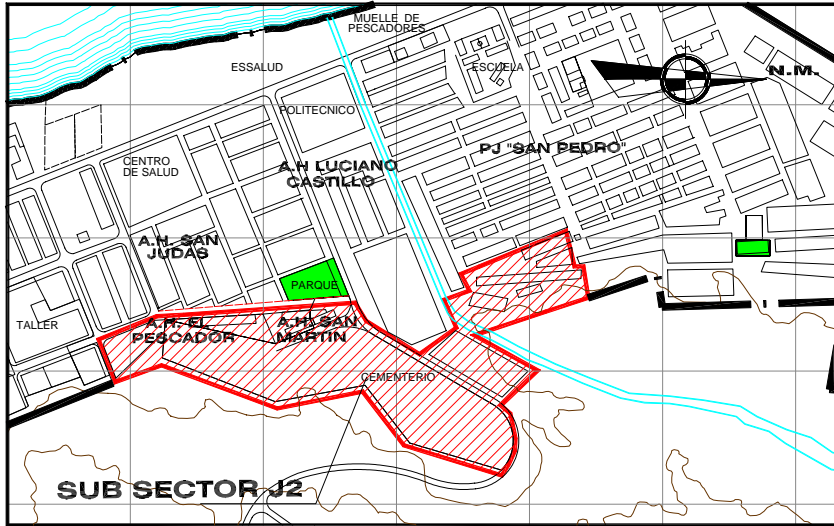 MUELLE DE
PESCADORES
ESSALUD
ESCUELA
N.M.
POLITECNICO
PJ "SAN PEDRO"
CENTRO
DE SALUD
A.H LUCIANO
CASTILLO
A.H. SAN
JUDAS
PARQUE
TALLER
A.H. EL
PESCADOR
A.H. SAN
MARTIN
CEMENTERIO
SUB SECTOR J2